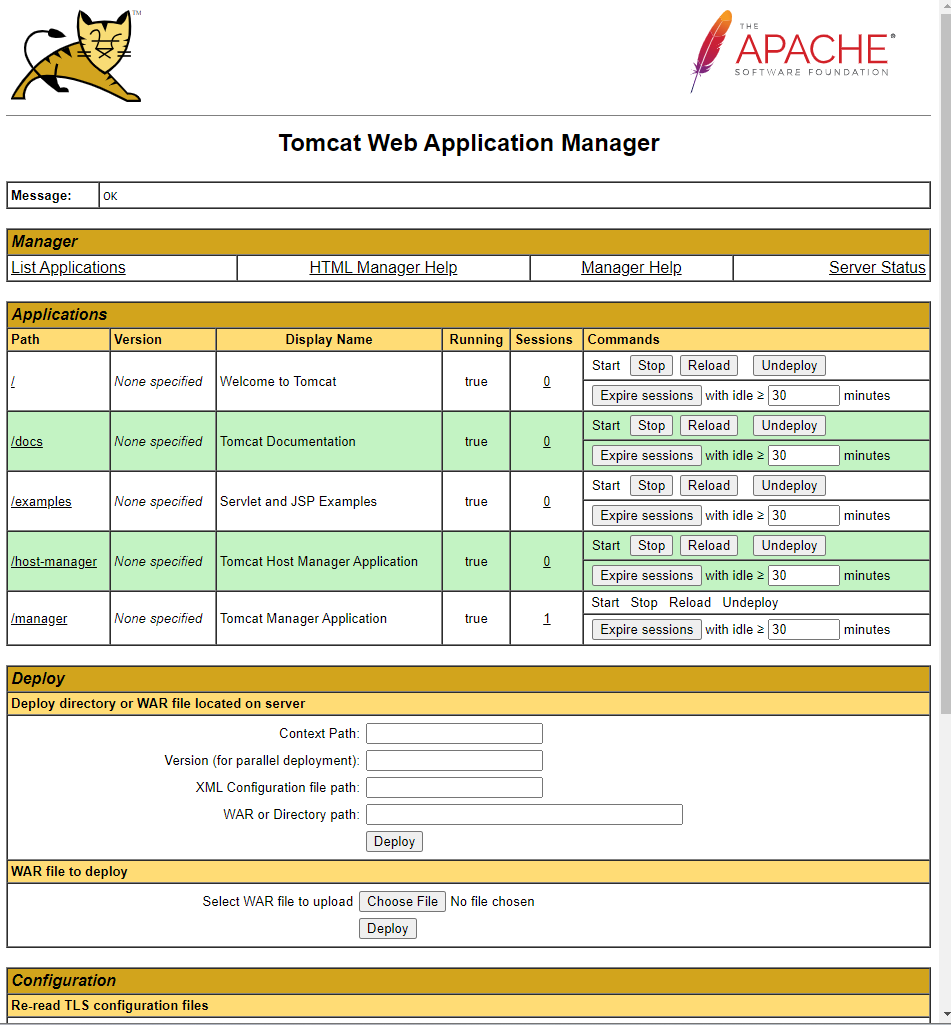 TM
THE
APACHE®
SOFTWARE FOUNDATION
Tomcat Web Application Manager
Message: OK
Manager
List Applications HTML Manager Help Manager Help Server Status
Applications
Path Version Display Name Running Sessions Commands
/ None specified Welcome to Tomcat true 0 Start Stop Reload Undeploy
Expire sessions with idle ≥ 30 minutes
/docs None specified Tomcat Documentation true 0 Start Stop Reload Undeploy
Expire sessions with idle ≥ 30 minutes
/examples None specified Servlet and JSP Examples true 0 Start Stop Reload Undeploy
Expire sessions with idle ≥ 30 minutes
/host-manager None specified Tomcat Host Manager Application true 0 Start Stop Reload Undeploy
Expire sessions with idle ≥ 30 minutes
/manager None specified Tomcat Manager Application true 1 Start Stop Reload Undeploy
Expire sessions with idle ≥ 30 minutes
Deploy
Deploy directory or WAR file located on server
Context Path:
Version (for parallel deployment):
XML Configuration file path:
WAR or Directory path:
Deploy
WAR file to deploy
Select WAR file to upload Choose File No file chosen
Deploy
Configuration
Re-read TLS configuration files